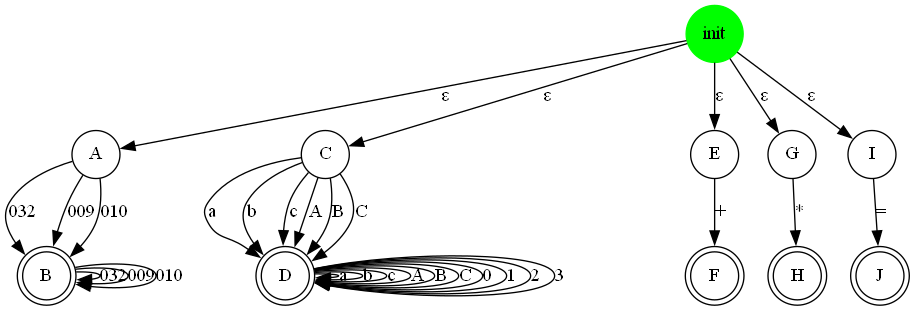 init
ε ε ε ε ε
A C E G I
032 009 010 a b c A B C + * =
B 032 009 010 D a b c A B C 0 1 2 3 F H J